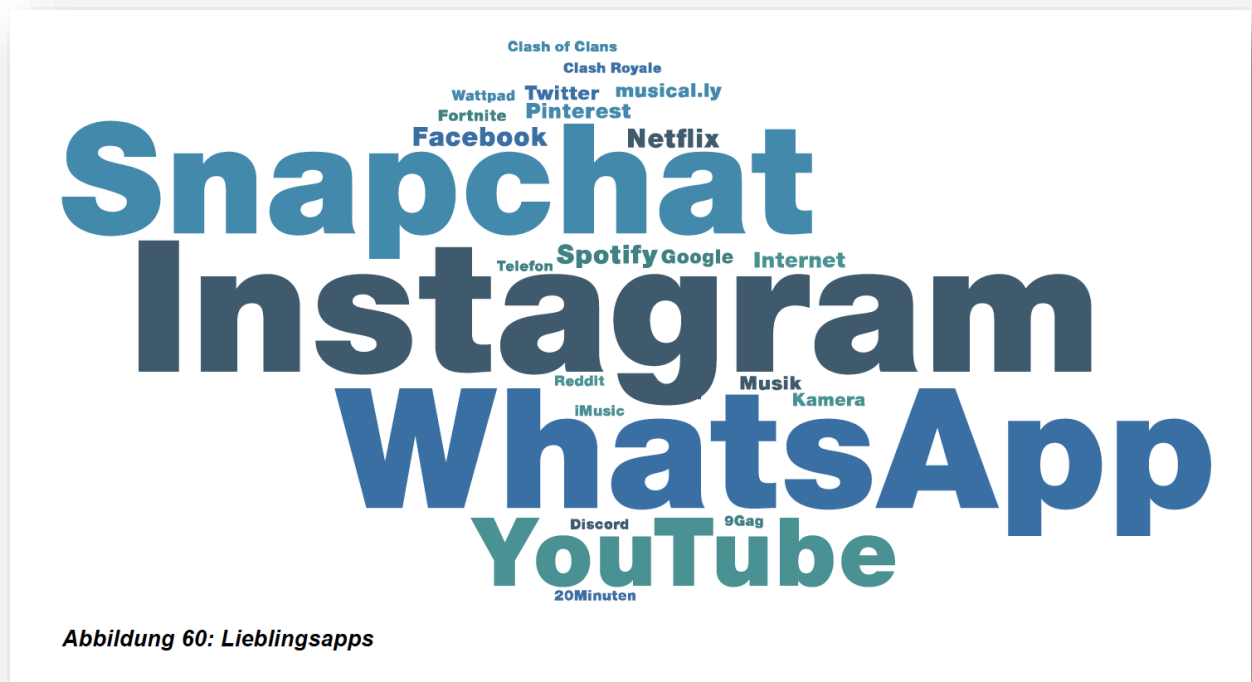 Clash of Clans
Clash Royale
Wattpad Twitter musical.ly
Fortnite Pinterest
Facebook Netflix
Snapchat
Telefon Spotify Google Internet
Instagram
Reddit Musik
iMusic Kamera
WhatsApp
Discord 9Gag
YouTube
20Minuten
Abbildung 60: Lieblingsapps